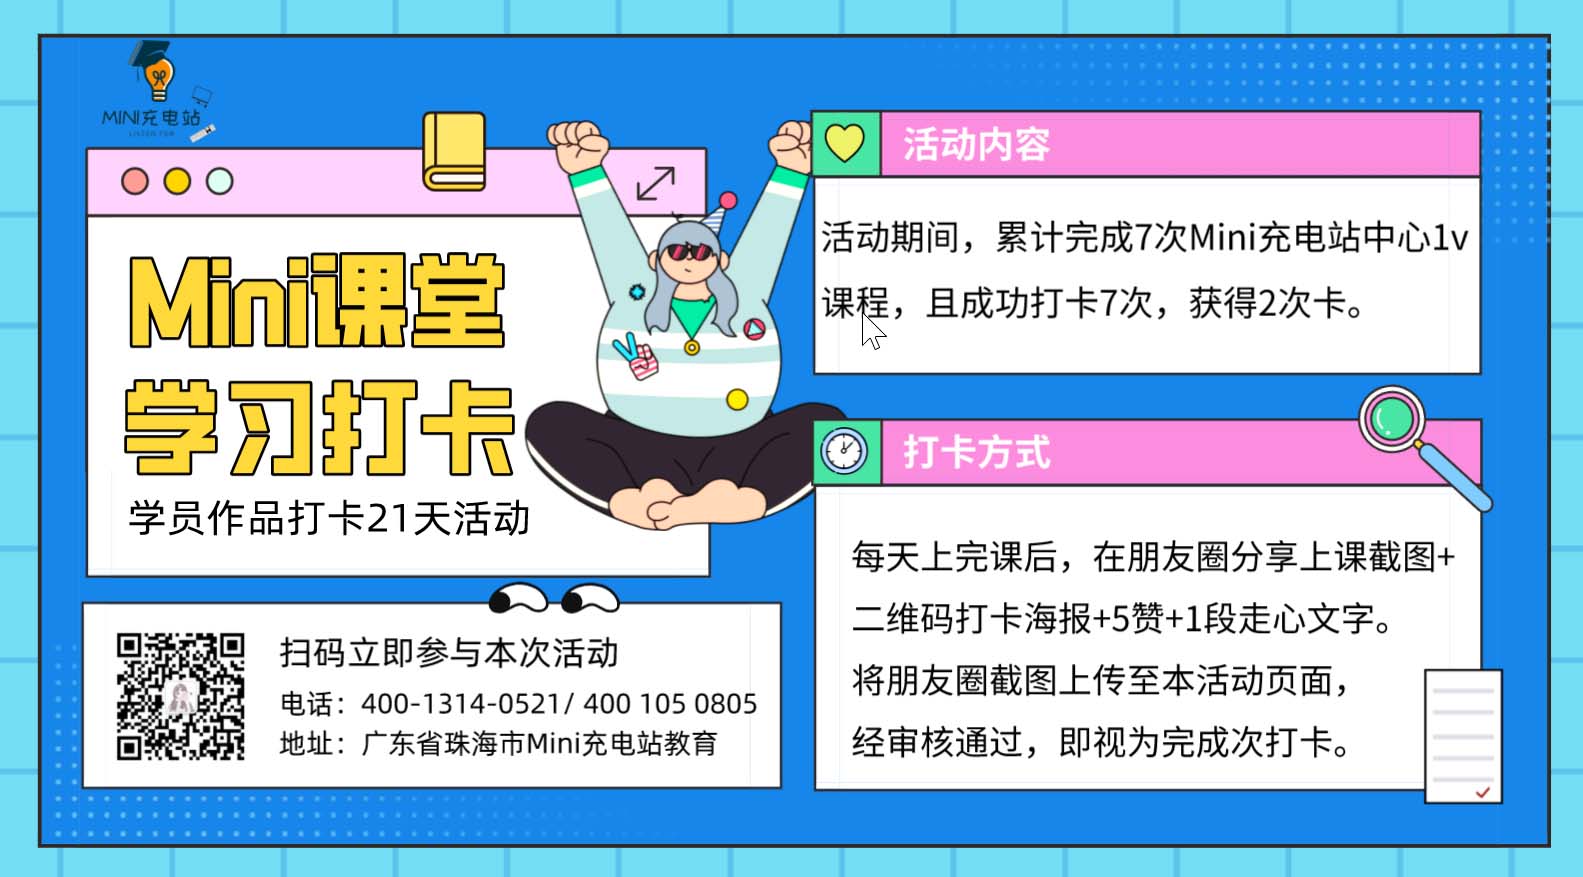 MINI充电站
LISTEN FOR
Mini课堂
学习打卡
学员作品打卡21天活动
扫码立即参与本次活动
电话：400-1314-0521/ 400 105 0805
地址：广东省珠海市Mini充电站教育
活动内容
活动期间，累计完成7次Mini充电站中心1v
课程，且成功打卡7次，获得2次卡。
打卡方式
每天上完课后，在朋友圈分享上课截图+
二维码打卡海报+5赞+1段走心文字。
将朋友圈截图上传至本活动页面，
经审核通过，即视为完成次打卡。